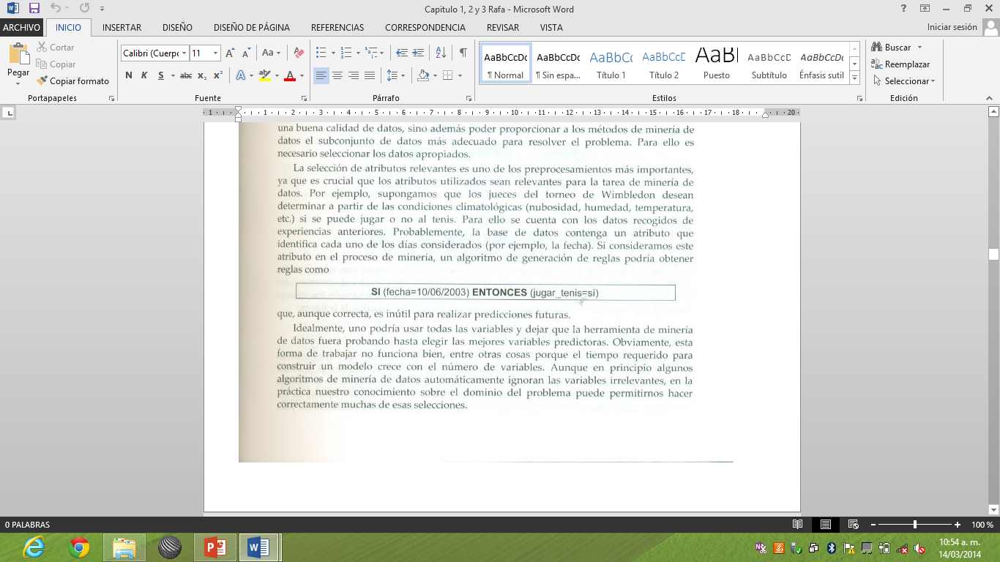 Capitulo 1, 2 y 3 Rafa - Microsoft Word
ARCHIVO INICIO INSERTAR DISEÑO DISEÑO DE PÁGINA REFERENCIAS CORRESPONDENCIA REVISAR VISTA Iniciar sesión
Pegar
Cortar
Copiar
Copiar formato
Portapapeles
Calibri (Cuerpo 11
N K S abc x₂ x²
Fuente
Párrafo
AaBbCcDc AaBbCcDc AaBbCc AaBbCcD AaB AaBbCcD AaBbCcDc
¶ Normal ¶ Sin espa... Título 1 Título 2 Puesto Subtítulo Énfasis sutil
Estilos
Buscar
Reemplazar
Seleccionar
Edición
1 1 2 3 4 5 6 7 8 9 10 11 12 13 14 15 16 17 18 20
una buena calidad de datos, sino además poder proporcionar a los métodos de minería de
datos el subconjunto de datos más adecuado para resolver el problema. Para ello es
necesario seleccionar los datos apropiados.
La selección de atributos relevantes es uno de los preprocesamientos más importantes,
ya que es crucial que los atributos utilizados sean relevantes para la tarea de minería de
datos. Por ejemplo, supongamos que los jueces del torneo de Wimbledon desean
determinar a partir de las condiciones climatológicas (nubosidad, humedad, temperatura,
etc.) si se puede jugar o no al tenis. Para ello se cuenta con los datos recogidos de
experiencias anteriores. Probablemente, la base de datos contenga un atributo que
identifica cada uno de los días considerados (por ejemplo, la fecha). Si consideramos este
atributo en el proceso de minería, un algoritmo de generación de reglas podría obtener
reglas como
SI (fecha=10/06/2003) ENTONCES (jugar_tenis=sí)
que, aunque correcta, es inútil para realizar predicciones futuras.
Idealmente, uno podría usar todas las variables y dejar que la herramienta de minería
de datos fuera probando hasta elegir las mejores variables predictoras. Obviamente, esta
forma de trabajar no funciona bien, entre otras cosas porque el tiempo requerido para
construir un modelo crece con el número de variables. Aunque en principio algunos
algoritmos de minería de datos automáticamente ignoran las variables irrelevantes, en la
práctica nuestro conocimiento sobre el dominio del problema puede permitirnos hacer
correctamente muchas de esas selecciones.
0 PALABRAS
100 %
10:54 a. m.
14/03/2014